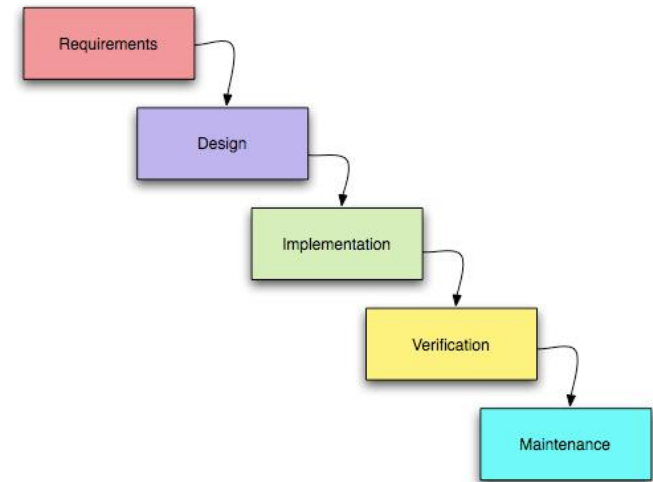 Requirements
Design
Implementation
Verification
Maintenance